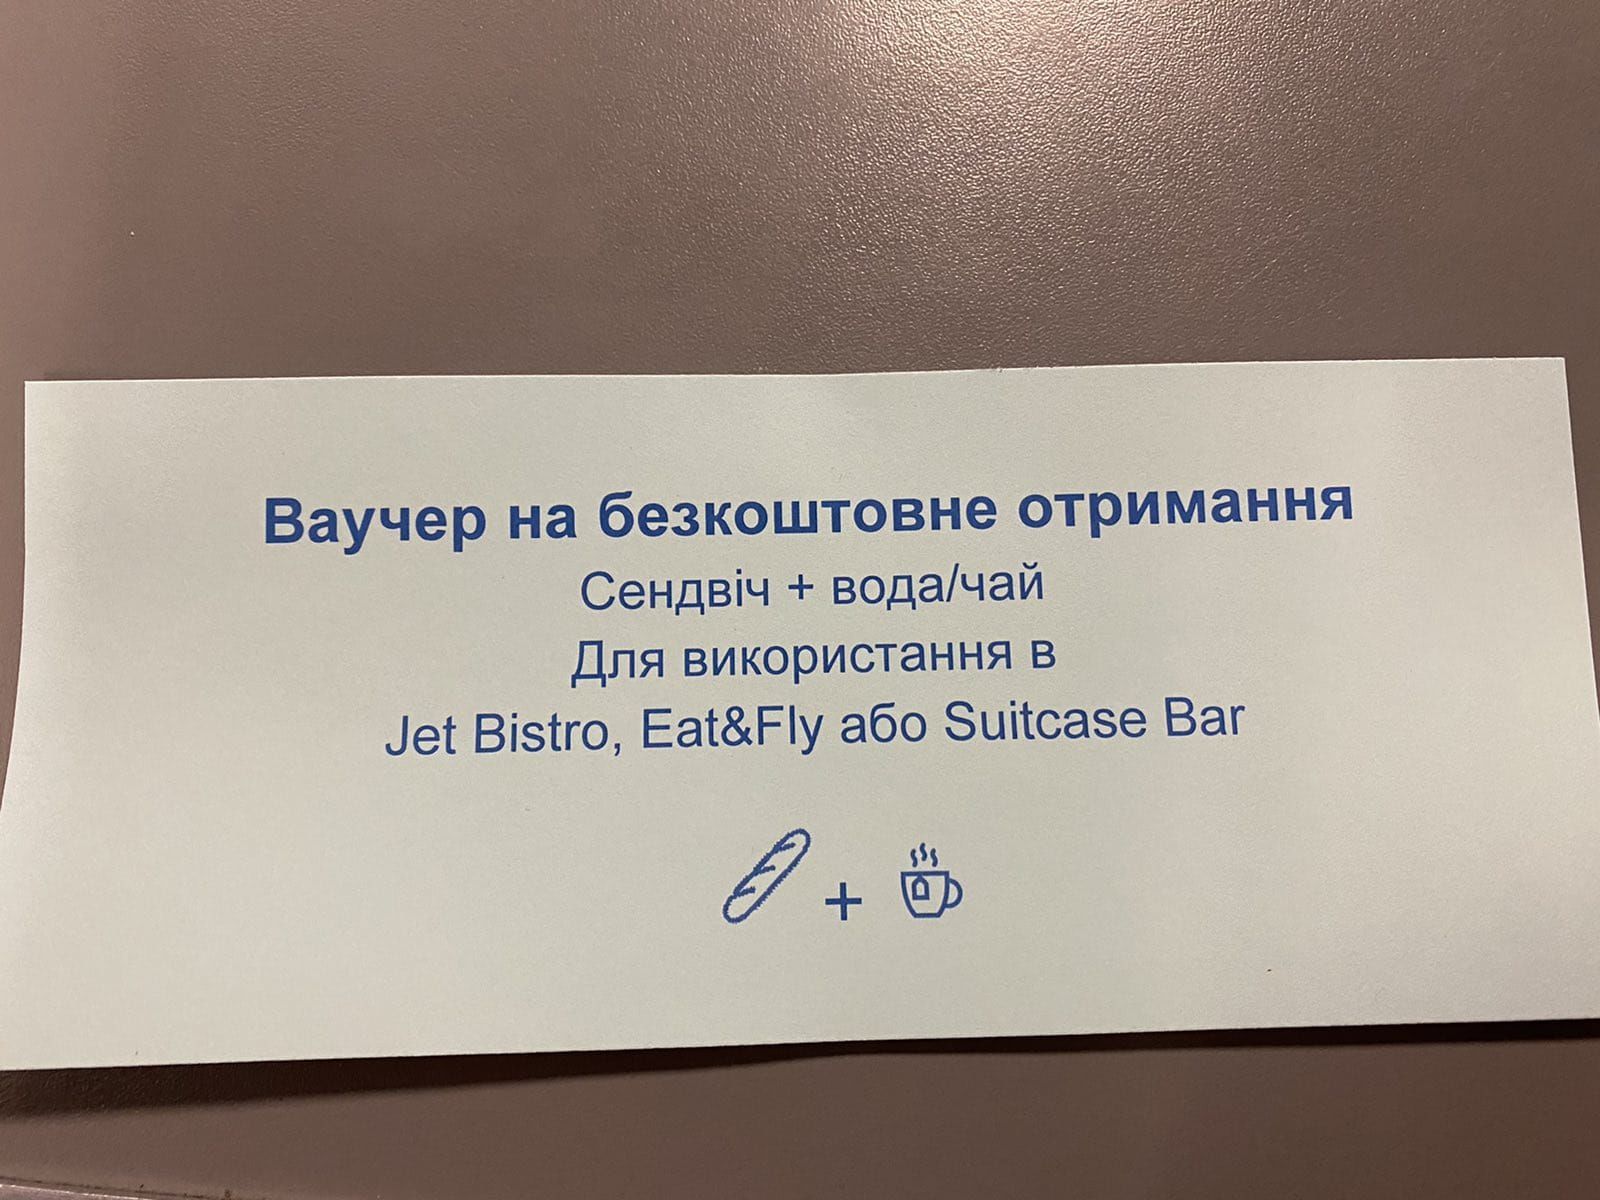 Ваучер на безкоштовне отримання
Сендвіч + вода/чай
Для використання в
Jet Bistro, Eat&Fly або Suitcase Bar
+